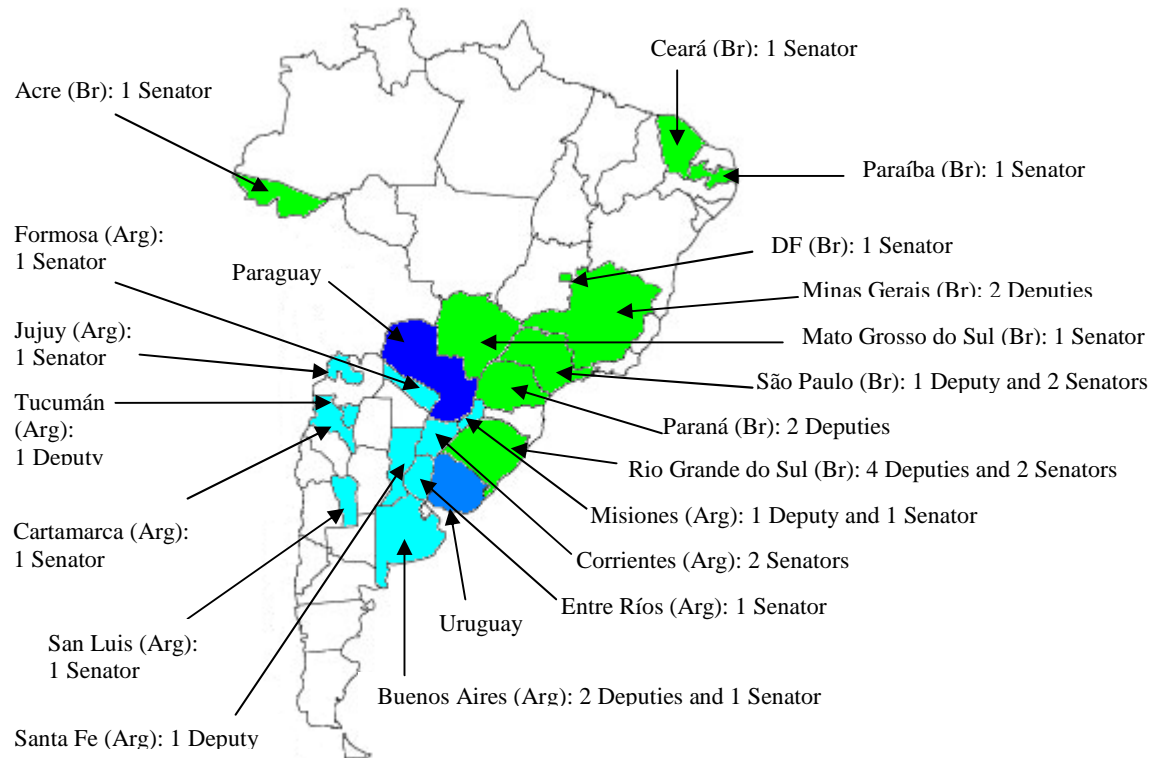 Ceará (Br): 1 Senator
Acre (Br): 1 Senator
Paraíba (Br): 1 Senator
Formosa (Arg):
1 Senator
DF (Br): 1 Senator
Paraguay
Minas Gerais (Br): 2 Deputies
Jujuy (Arg):
1 Senator
Mato Grosso do Sul (Br): 1 Senator
São Paulo (Br): 1 Deputy and 2 Senators
Tucumán
(Arg):
1 Deputy
Paraná (Br): 2 Deputies
Rio Grande do Sul (Br): 4 Deputies and 2 Senators
Misiones (Arg): 1 Deputy and 1 Senator
Cartamarca (Arg):
1 Senator
Corrientes (Arg): 2 Senators
Entre Ríos (Arg): 1 Senator
Uruguay
San Luis (Arg):
1 Senator
Buenos Aires (Arg): 2 Deputies and 1 Senator
Santa Fe (Arg): 1 Deputy